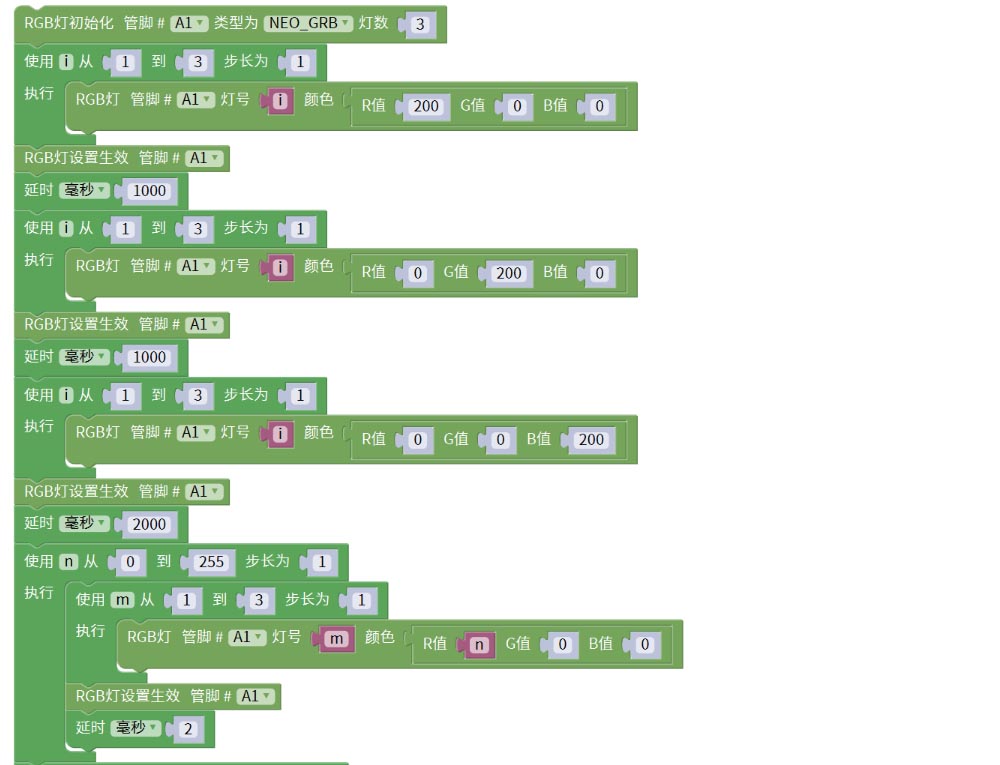 RGB灯初始化 管脚 # A1 类型为 NEO_GRB 灯数 3
使用 i 从 1 到 3 步长为 1
执行 RGB灯 管脚 # A1 灯号 i 颜色 R值 200 G值 0 B值 0
RGB灯设置生效 管脚 # A1
延时 毫秒 1000
使用 i 从 1 到 3 步长为 1
执行 RGB灯 管脚 # A1 灯号 i 颜色 R值 0 G值 200 B值 0
RGB灯设置生效 管脚 # A1
延时 毫秒 1000
使用 i 从 1 到 3 步长为 1
执行 RGB灯 管脚 # A1 灯号 i 颜色 R值 0 G值 0 B值 200
RGB灯设置生效 管脚 # A1
延时 毫秒 2000
使用 n 从 0 到 255 步长为 1
执行 使用 m 从 1 到 3 步长为 1
执行 RGB灯 管脚 # A1 灯号 m 颜色 R值 n G值 0 B值 0
RGB灯设置生效 管脚 # A1
延时 毫秒 2